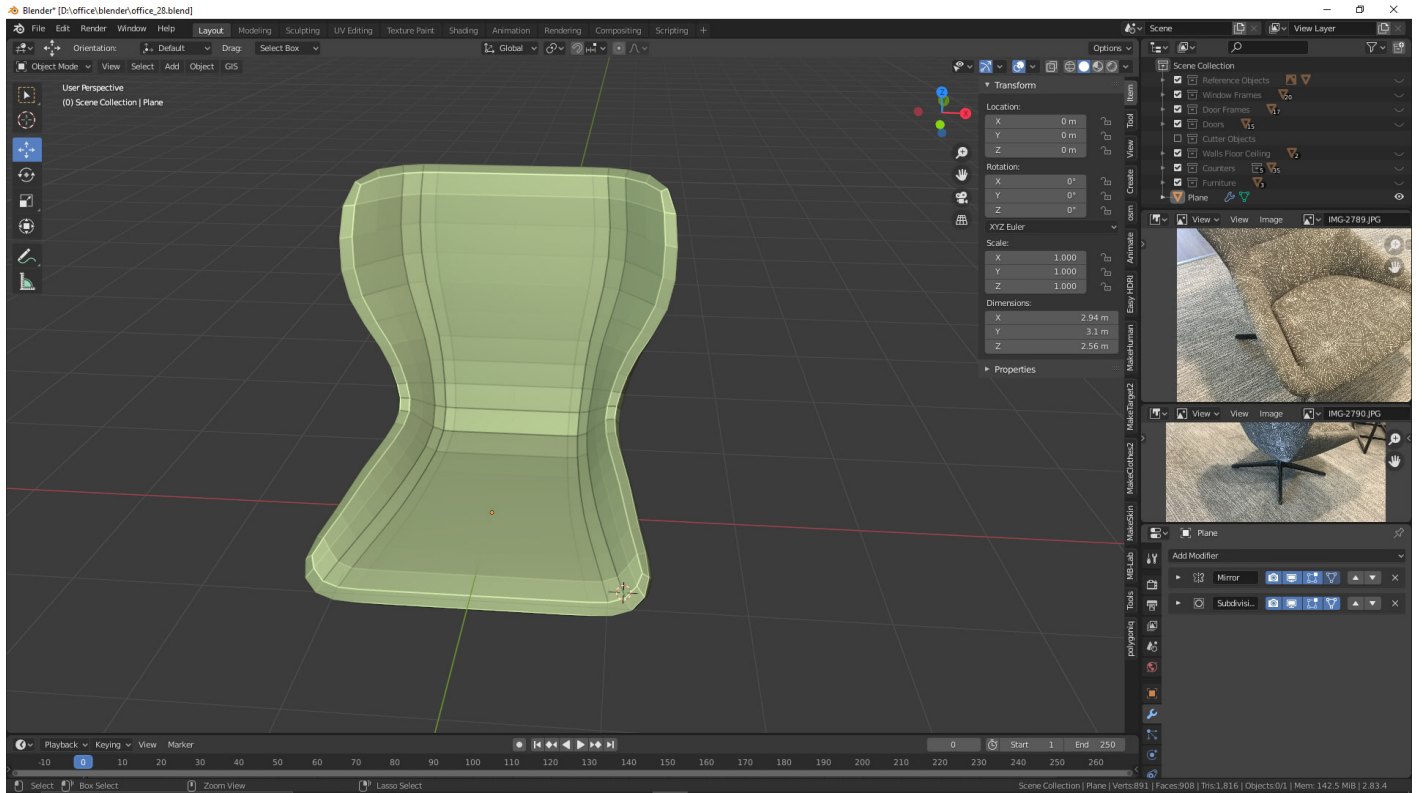 Blender* [D:\office\blender\office_28.blend]
File Edit Render Window Help Layout Modeling Sculpting UV Editing Texture Paint Shading Animation Rendering Compositing Scripting + Scene View Layer
Orientation: Default Drag: Select Box Global Options
Object Mode View Select Add Object GIS
User Perspective
(0) Scene Collection | Plane
Z
X
Transform
Location:
X 0 m
Y 0 m
Z 0 m
Rotation:
X 0°
Y 0°
Z 0°
XYZ Euler
Scale:
X 1.000
Y 1.000
Z 1.000
Dimensions:
X 2.94 m
Y 3.1 m
Z 2.56 m
Properties
Item
Tool
View
Create
osm
Animate
Easy HDRI
MakeHuman
MakeTarget2
MakeClothes2
MakeSkin
MB-Lab
Tools
polygoniq
Scene Collection
Reference Objects
Window Frames 20
Door Frames 17
Doors 15
Cutter Objects
Walls Floor Ceiling 2
Counters 5 35
Furniture 3
Plane
View View Image IMG-2789.JPG
View View Image IMG-2790.JPG
Plane
Add Modifier
Mirror
Subdivisi...
Playback Keying View Marker 0 Start 1 End 250
-10 0 10 20 30 40 50 60 70 80 90 100 110 120 130 140 150 160 170 180 190 200 210 220 230 240 250 260
Select Box Select Zoom View Lasso Select Scene Collection | Plane | Verts:891 | Faces:908 | Tris:1,816 | Objects:0/1 | Mem: 142.5 MiB | 2.83.4